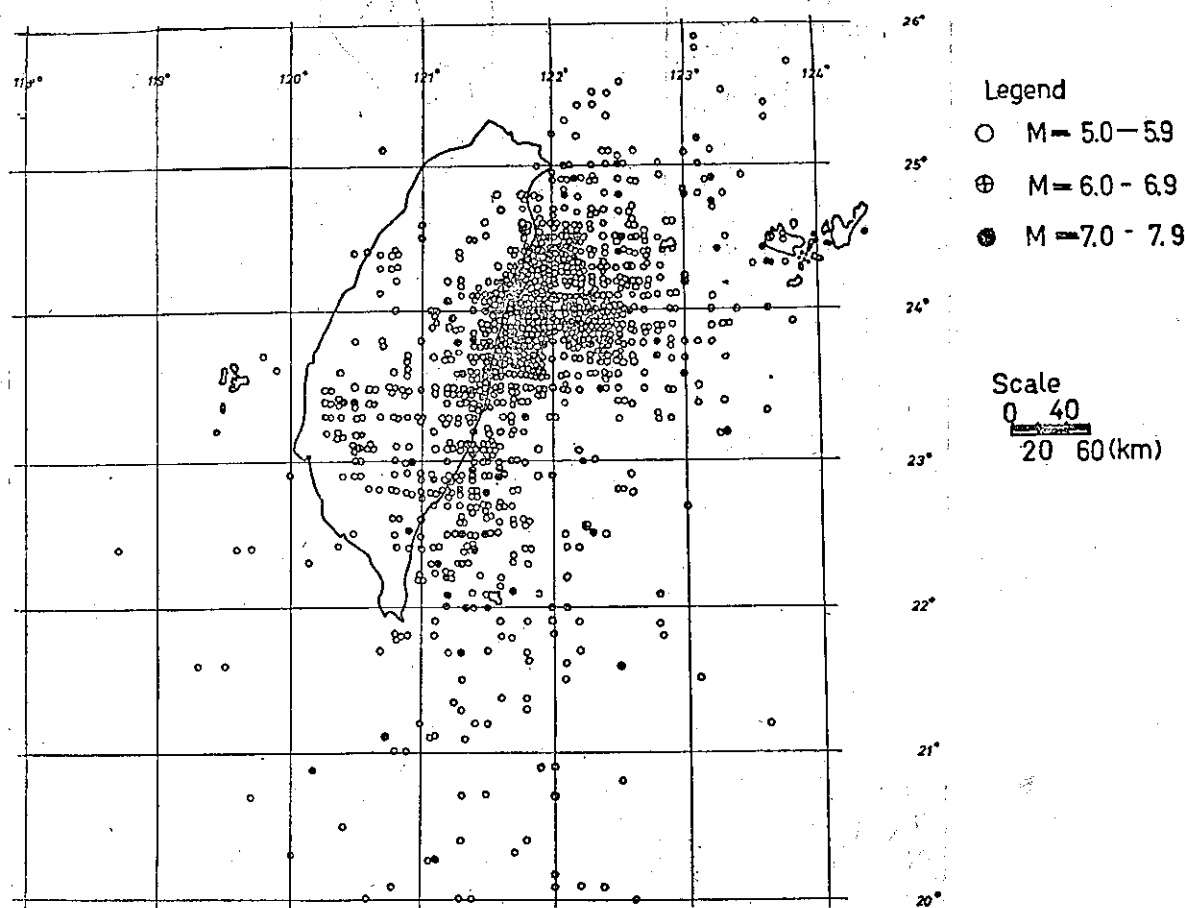 26°
118° 119° 120° 121° 122° 123° 124°
Legend
M = 5.0 - 5.9
25°
M = 6.0 - 6.9
M = 7.0 - 7.9
24°
Scale
0 40
20 60 (km)
23°
22°
21°
20°